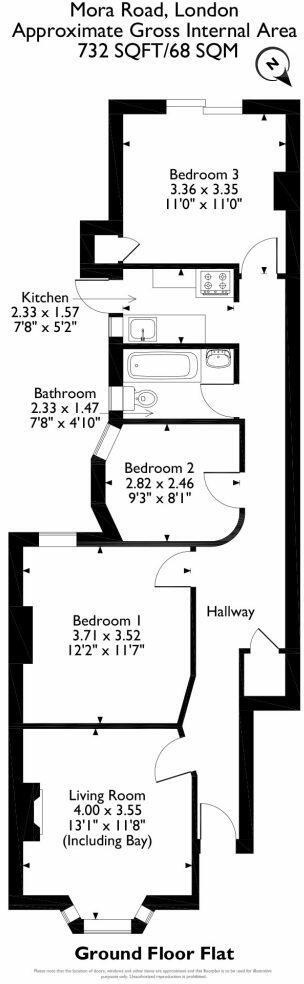 Mora Road, London
Approximate Gross Internal Area
732 SQFT/68 SQM
N
Bedroom 3
3.36 x 3.35
11'0" x 11'0"
Kitchen
2.33 x 1.57
7'8" x 5'2"
Bathroom
2.33 x 1.47
7'8" x 4'10"
Bedroom 2
2.82 x 2.46
9'3" x 8'1"
Hallway
Bedroom 1
3.71 x 3.52
12'2" x 11'7"
Living Room
4.00 x 3.55
13'1" x 11'8"
(Including Bay)
Ground Floor Flat
Please note that the location of doors, windows and other items are approximate and this floorplan is to be used for illustrative
purposes only. Unauthorized reproduction is prohibited.